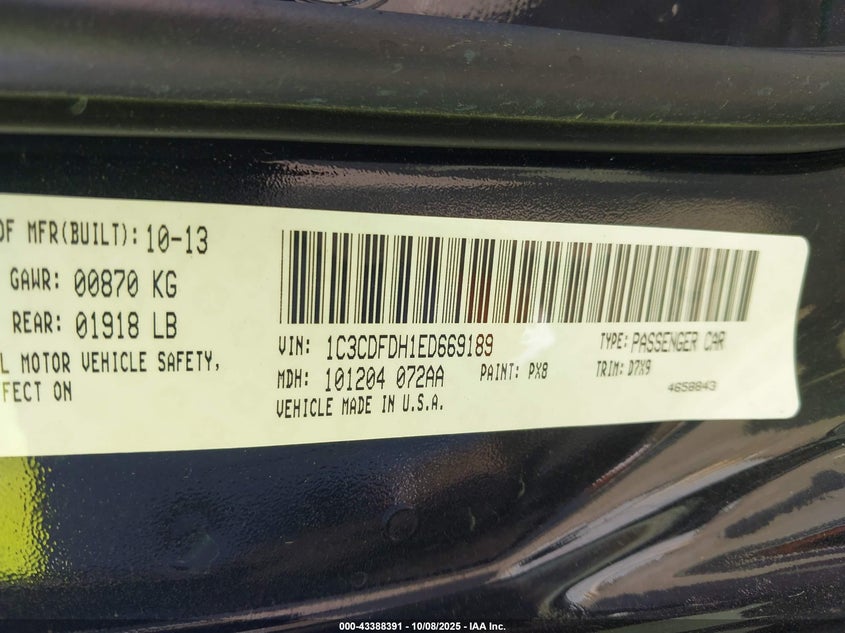 OF MFR(BUILT): 10-13
GAWR: 00870 KG
REAR: 01918 LB
L MOTOR VEHICLE SAFETY,
FFECT ON
VIN: 1C3CDFDH1ED669189
TYPE: PASSENGER CAR
MDH: 101204 072AA
PAINT: PX8
TRIM: D7X9
VEHICLE MADE IN U.S.A.
4658843
000-43388391 - 10/08/2025 - IAA Inc.